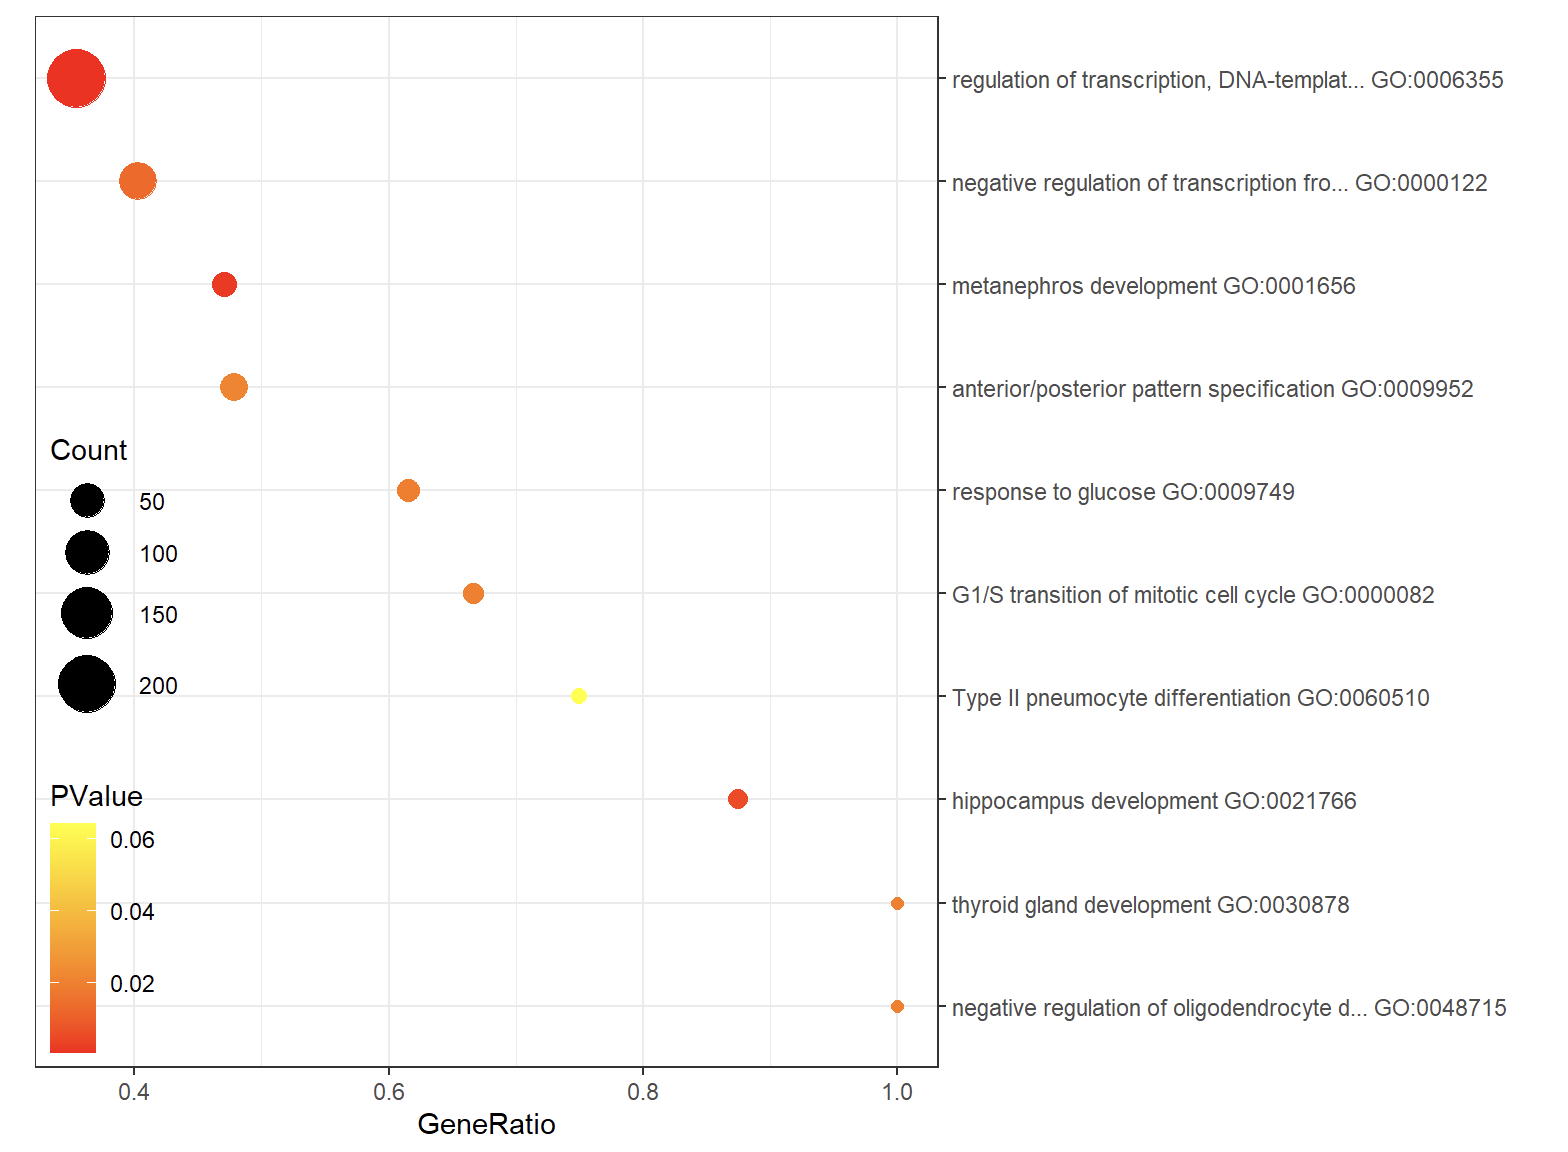 regulation of transcription, DNA-templat... GO:0006355
negative regulation of transcription fro... GO:0000122
metanephros development GO:0001656
anterior/posterior pattern specification GO:0009952
response to glucose GO:0009749
G1/S transition of mitotic cell cycle GO:0000082
Type II pneumocyte differentiation GO:0060510
hippocampus development GO:0021766
thyroid gland development GO:0030878
negative regulation of oligodendrocyte d... GO:0048715
Count
50
100
150
200
PValue
0.06
0.04
0.02
0.4 0.6 0.8 1.0
GeneRatio